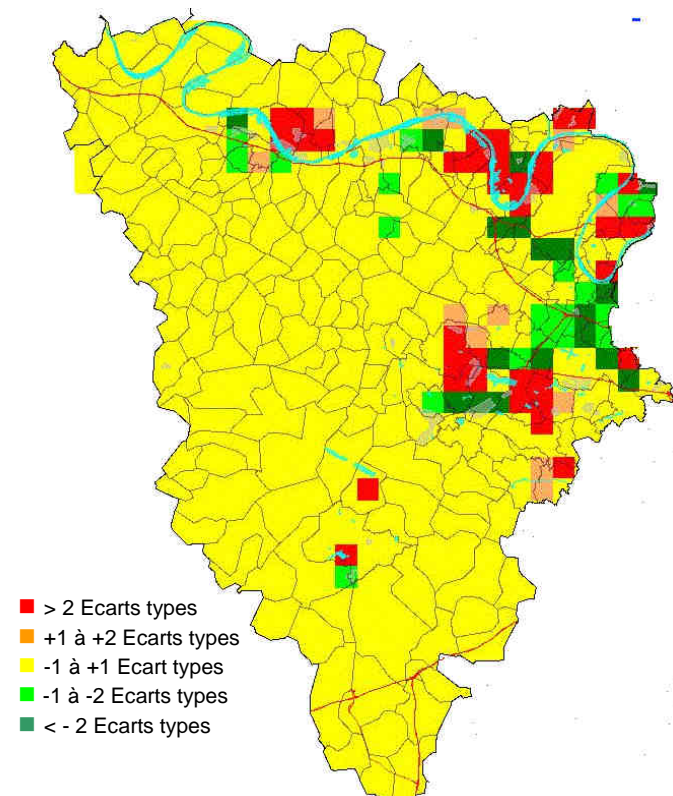 > 2 Ecarts types
+1 à +2 Ecarts types
-1 à +1 Ecart types
-1 à -2 Ecarts types
< - 2 Ecarts types